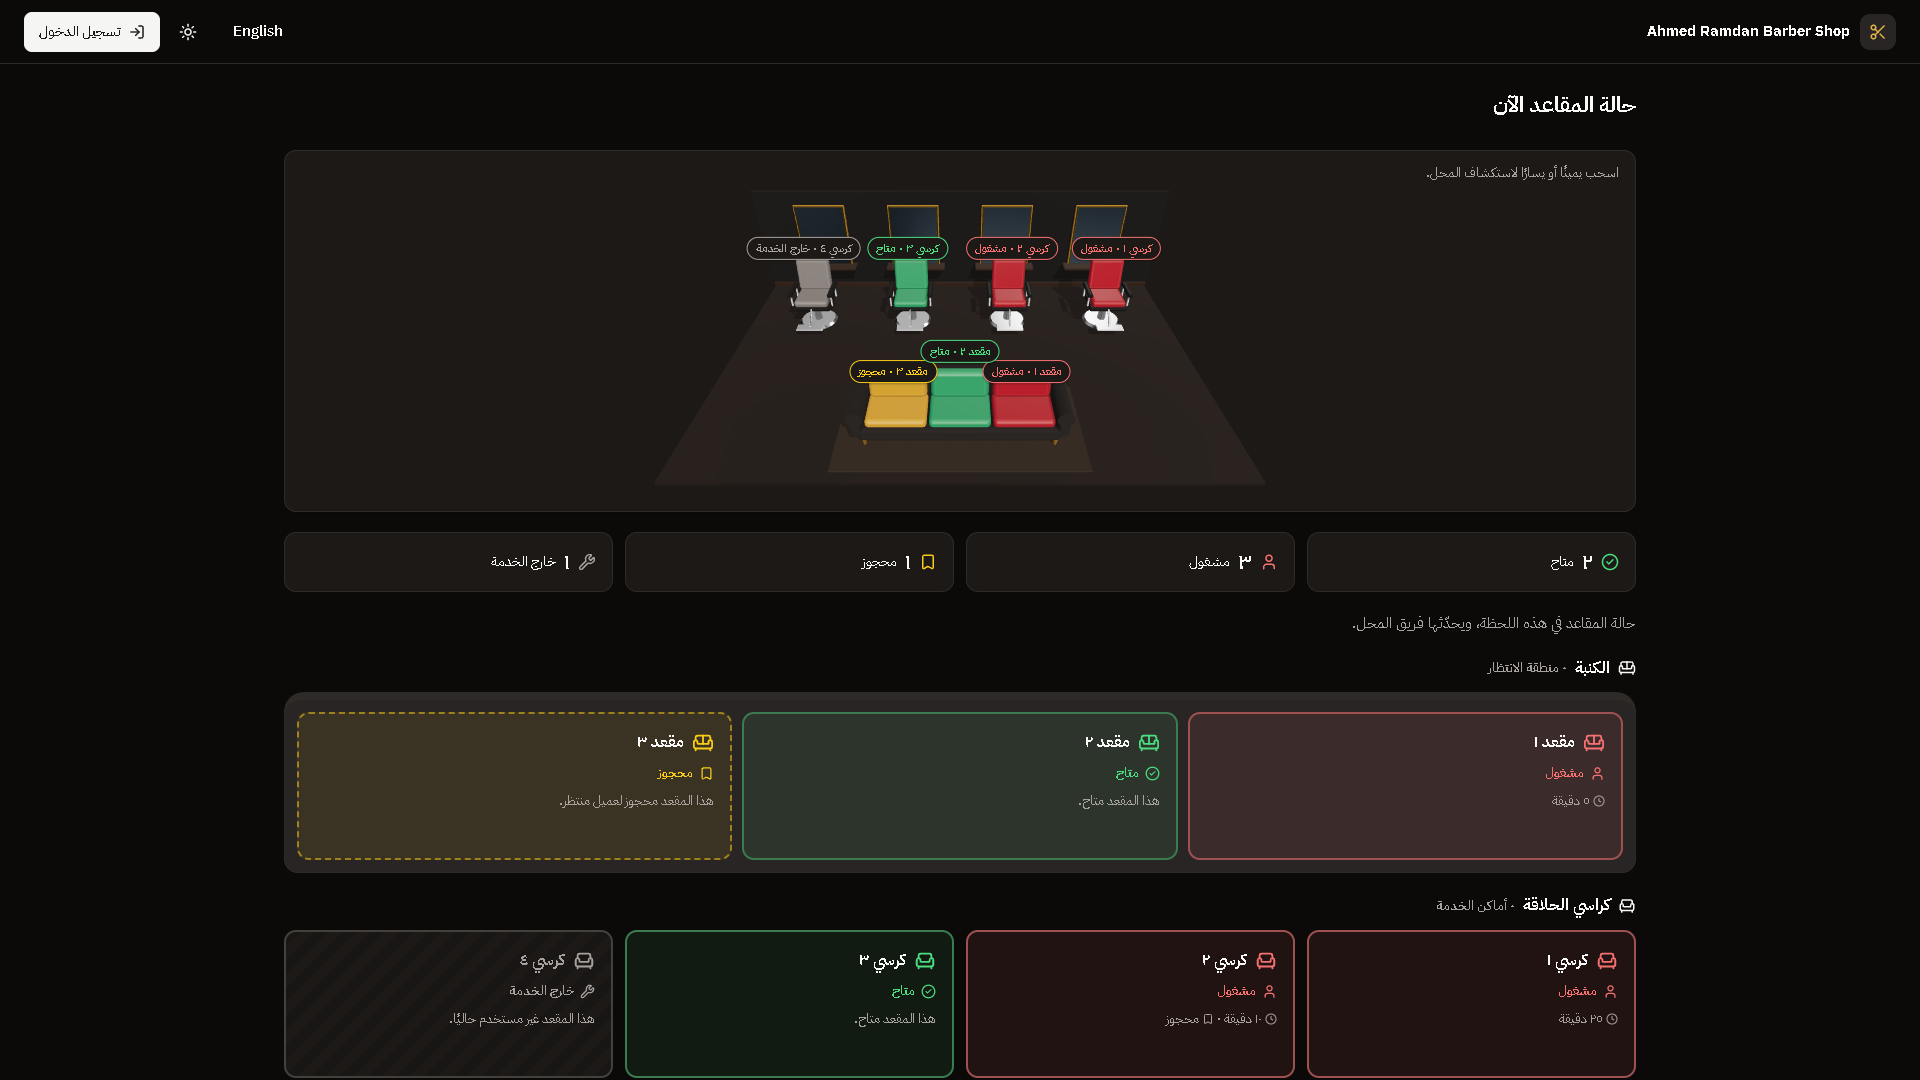 Ahmed Ramdan Barber Shop
English
تسجيل الدخول
حالة المقاعد الآن
اسحب يمينًا أو يسارًا لاستكشاف المحل.
كرسي ١ • مشغول
كرسي ٢ • مشغول
كرسي ٣ • متاح
كرسي ٤ • خارج الخدمة
مقعد ٢ • متاح
مقعد ١ • مشغول
مقعد ٣ • محجوز
٢ متاح
٣ مشغول
١ محجوز
١ خارج الخدمة
حالة المقاعد في هذه اللحظة، ويحدّثها فريق المحل.
الكنبة • منطقة الانتظار
مقعد ١
مشغول
٥ دقيقة
مقعد ٢
متاح
هذا المقعد متاح.
مقعد ٣
محجوز
هذا المقعد محجوز لعميل منتظر.
كراسي الحلاقة • أماكن الخدمة
كرسي ١
مشغول
٢٥ دقيقة
كرسي ٢
مشغول
١٠ دقيقة • محجوز
كرسي ٣
متاح
هذا المقعد متاح.
كرسي ٤
خارج الخدمة
هذا المقعد غير مستخدم حاليًا.